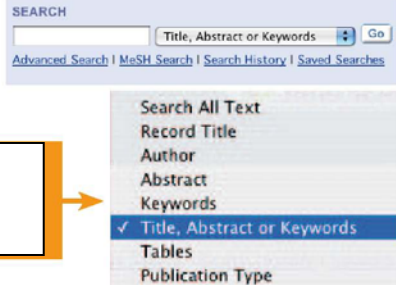 SEARCH
Title, Abstract or Keywords Go
Advanced Search | MeSH Search | Search History | Saved Searches
Search All Text
Record Title
Author
Abstract
Keywords
✓ Title, Abstract or Keywords
Tables
Publication Type